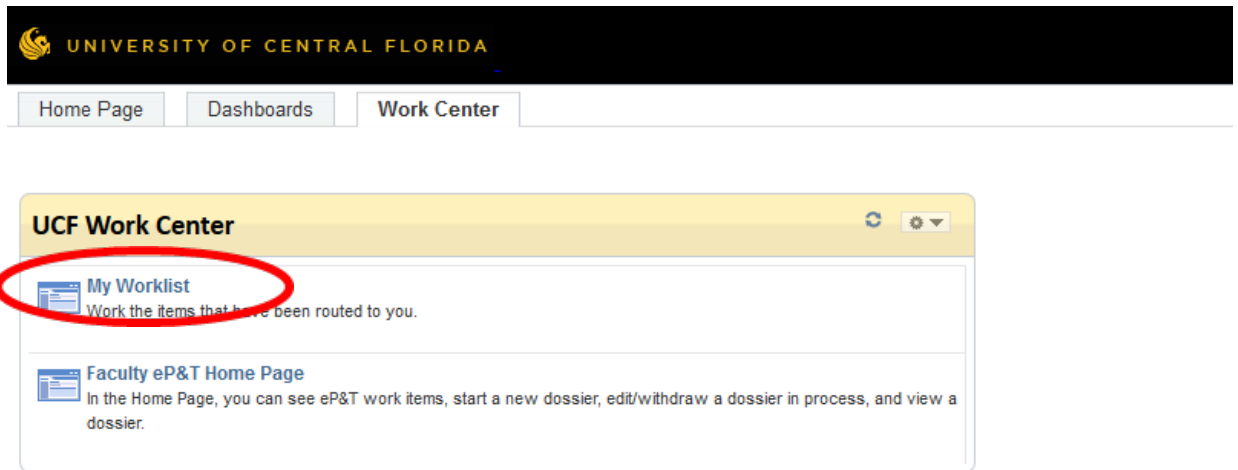 UNIVERSITY OF CENTRAL FLORIDA
Home Page Dashboards Work Center
UCF Work Center
My Worklist
Work the items that have been routed to you.
Faculty eP&T Home Page
In the Home Page, you can see eP&T work items, start a new dossier, edit/withdraw a dossier in process, and view a
dossier.